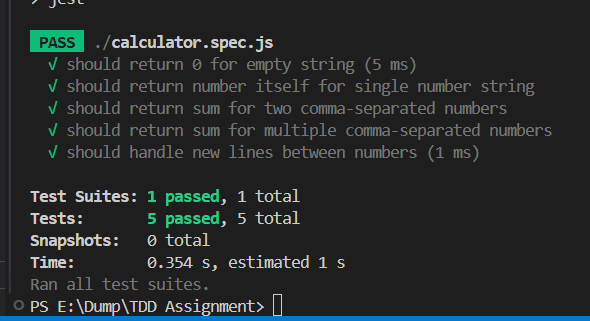 > jest
PASS ./calculator.spec.js
√ should return 0 for empty string (5 ms)
√ should return number itself for single number string
√ should return sum for two comma-separated numbers
√ should return sum for multiple comma-separated numbers
√ should handle new lines between numbers (1 ms)
Test Suites: 1 passed, 1 total
Tests: 5 passed, 5 total
Snapshots: 0 total
Time: 0.354 s, estimated 1 s
Ran all test suites.
PS E:\Dump\TDD Assignment>